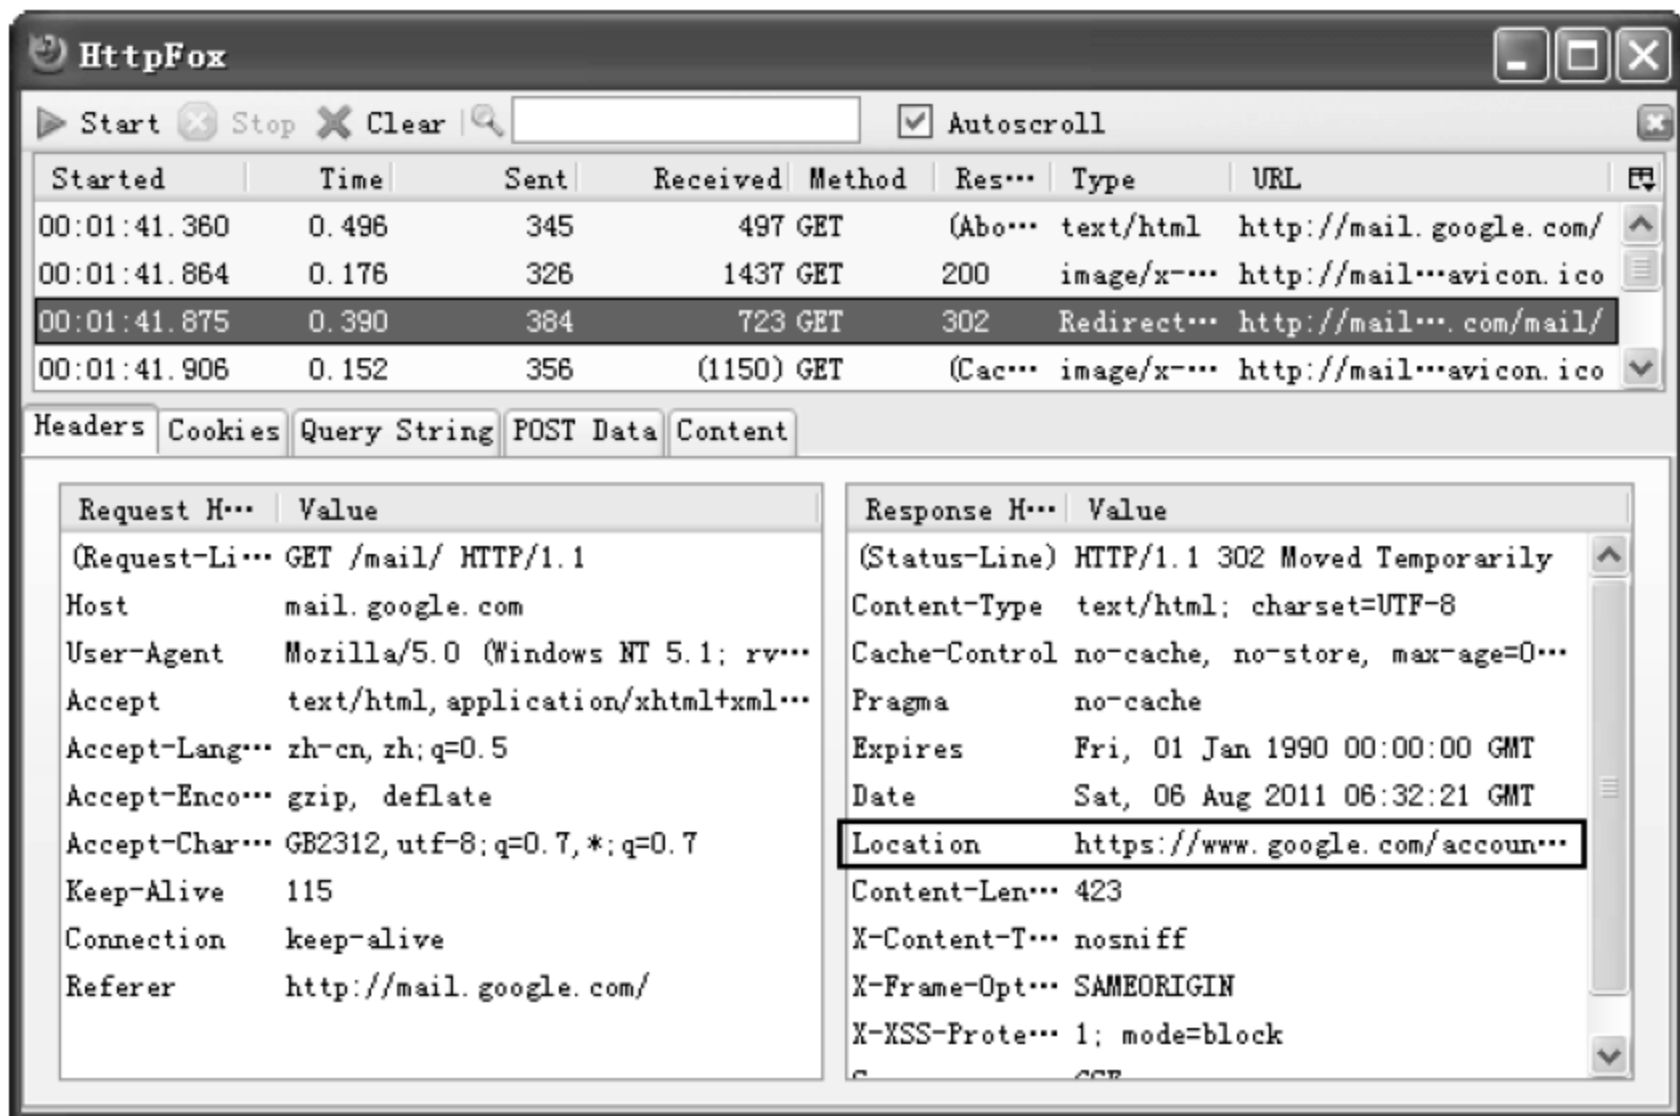 HttpFox
Start Stop Clear Autoscroll
Started Time Sent Received Method Res… Type URL
00:01:41.360 0.496 345 497 GET (Abo… text/html http://mail.google.com/
00:01:41.864 0.176 326 1437 GET 200 image/x-… http://mail…avicon.ico
00:01:41.875 0.390 384 723 GET 302 Redirect… http://mail….com/mail/
00:01:41.906 0.152 356 (1150) GET (Cac… image/x-… http://mail…avicon.ico
Headers Cookies Query String POST Data Content
Request H… Value
(Request-Li… GET /mail/ HTTP/1.1
Host mail.google.com
User-Agent Mozilla/5.0 (Windows NT 5.1; rv…
Accept text/html,application/xhtml+xml…
Accept-Lang… zh-cn,zh;q=0.5
Accept-Enco… gzip, deflate
Accept-Char… GB2312,utf-8;q=0.7,*;q=0.7
Keep-Alive 115
Connection keep-alive
Referer http://mail.google.com/
Response H… Value
(Status-Line) HTTP/1.1 302 Moved Temporarily
Content-Type text/html; charset=UTF-8
Cache-Control no-cache, no-store, max-age=0…
Pragma no-cache
Expires Fri, 01 Jan 1990 00:00:00 GMT
Date Sat, 06 Aug 2011 06:32:21 GMT
Location https://www.google.com/accoun…
Content-Len… 423
X-Content-T… nosniff
X-Frame-Opt… SAMEORIGIN
X-XSS-Prote… 1; mode=block